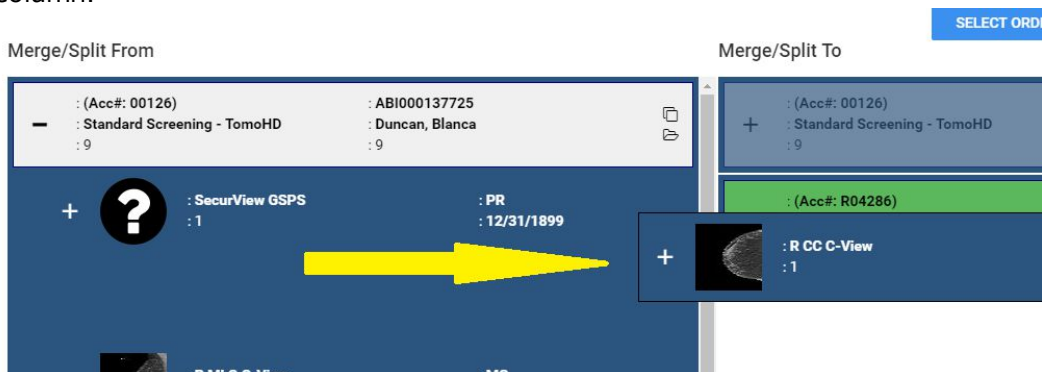 column.
SELECT ORD
Merge/Split From
Merge/Split To
: (Acc#: 00126)
: Standard Screening - TomoHD
: 9
: ABI000137725
: Duncan, Blanca
: 9
: (Acc#: 00126)
: Standard Screening - TomoHD
: 9
: SecurView GSPS
: 1
: PR
: 12/31/1899
: (Acc#: R04286)
: R CC C-View
: 1